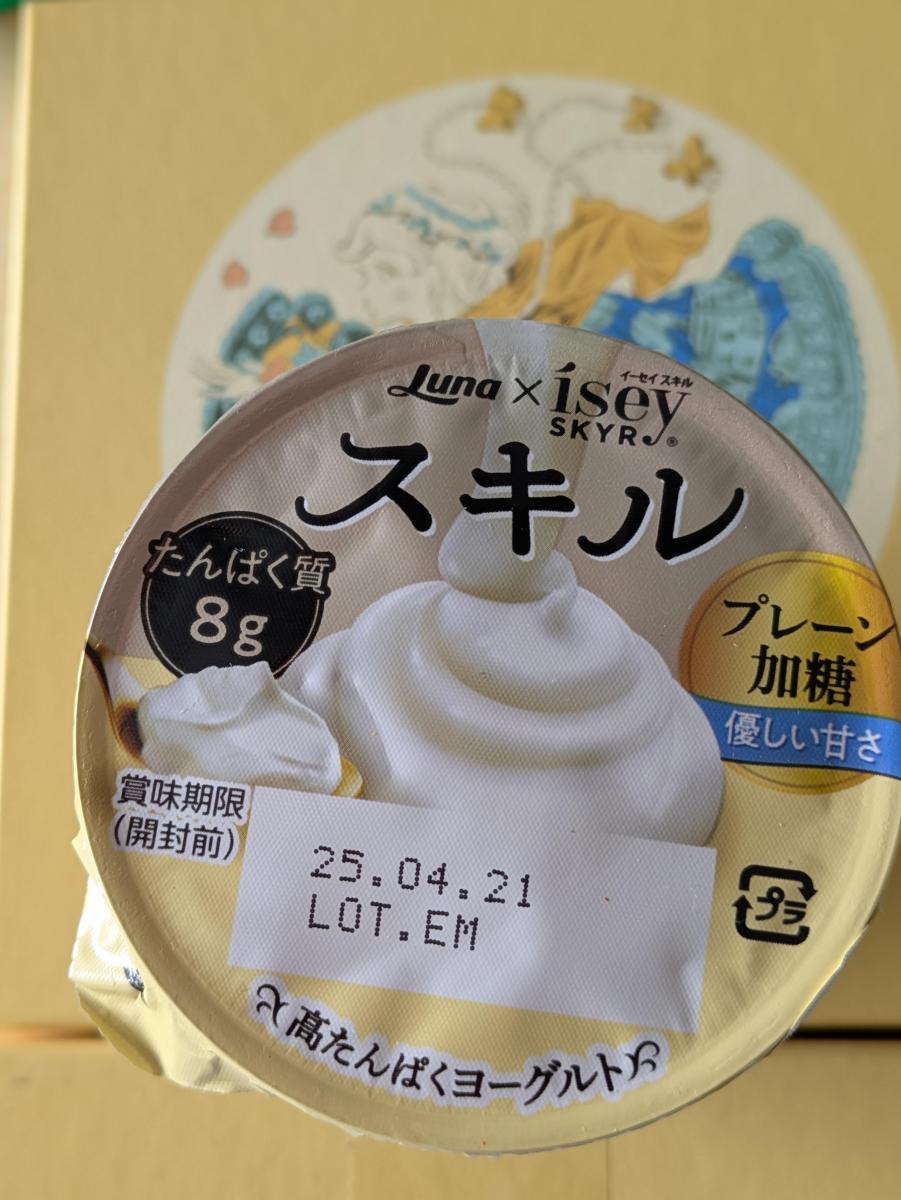 Luna × ísey
イーセイ スキル
SKYR®
スキル
たんぱく質
8g
プレーン
加糖
優しい甘さ
賞味期限
(開封前)
25.04.21
LOT.EM
プラ
高たんぱくヨーグルト